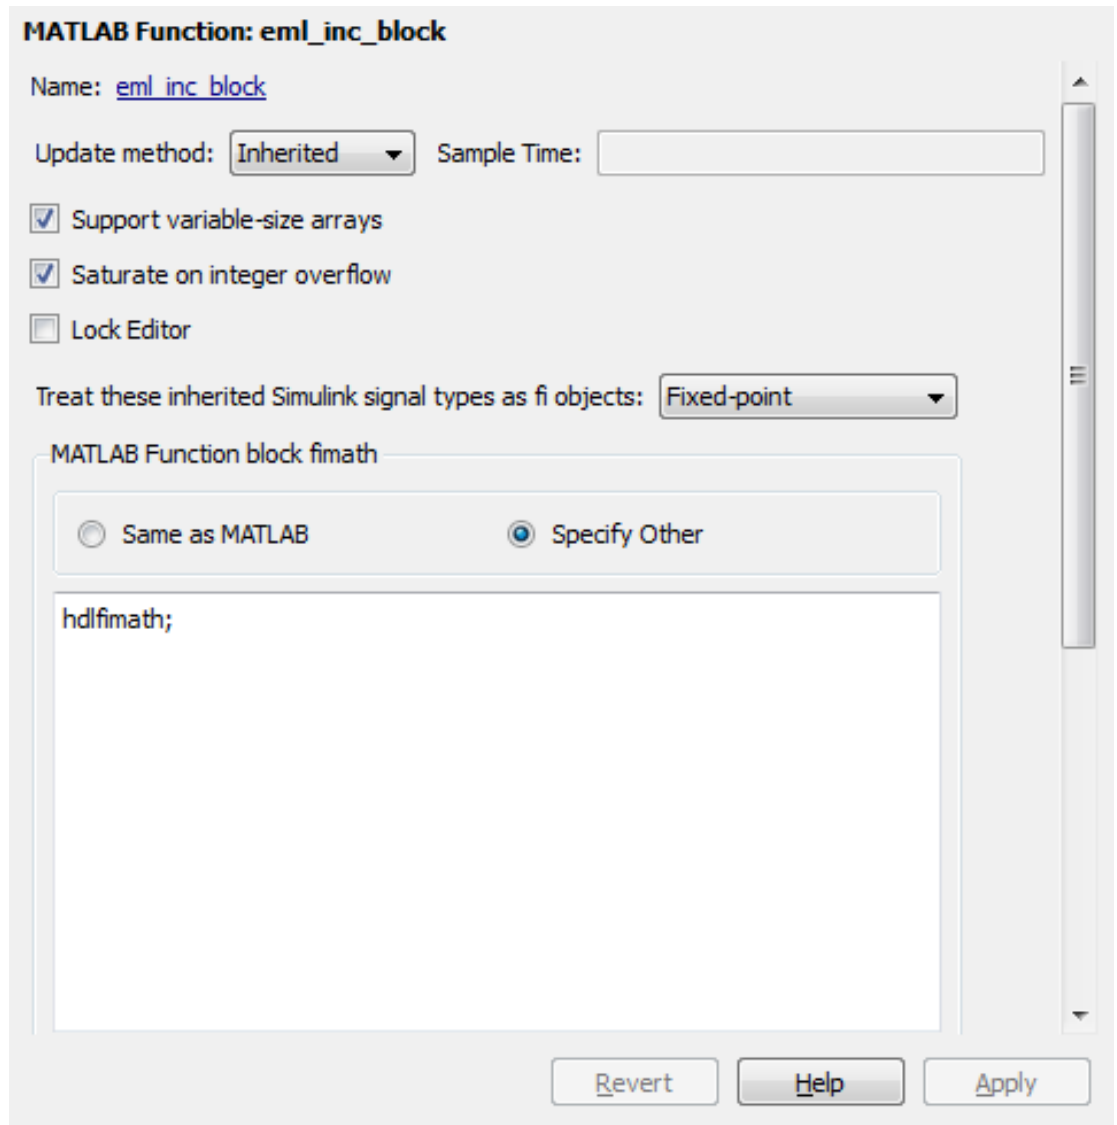 MATLAB Function: eml_inc_block
Name: eml_inc_block
Update method: Inherited Sample Time:
Support variable-size arrays
Saturate on integer overflow
Lock Editor
Treat these inherited Simulink signal types as fi objects: Fixed-point
MATLAB Function block fimath
Same as MATLAB Specify Other
hdlfimath;
Revert Help Apply